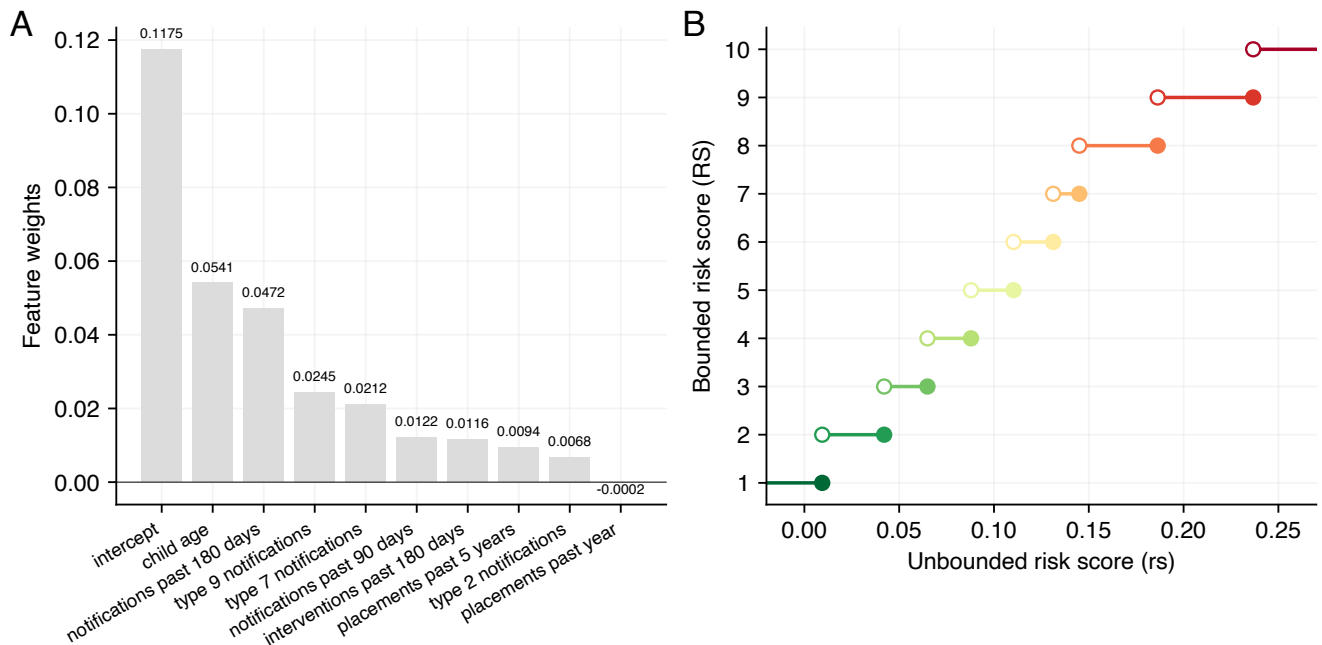 A
0.12
0.10
0.08
0.06
0.04
0.02
0.00
Feature weights
0.1175
0.0541
0.0472
0.0245
0.0212
0.0122
0.0116
0.0094
0.0068
-0.0002
intercept
child age
notifications past 180 days
type 9 notifications
type 7 notifications
notifications past 90 days
interventions past 180 days
placements past 5 years
type 2 notifications
placements past year
B
10
9
8
7
6
5
4
3
2
1
Bounded risk score (RS)
0.00 0.05 0.10 0.15 0.20 0.25
Unbounded risk score (rs)